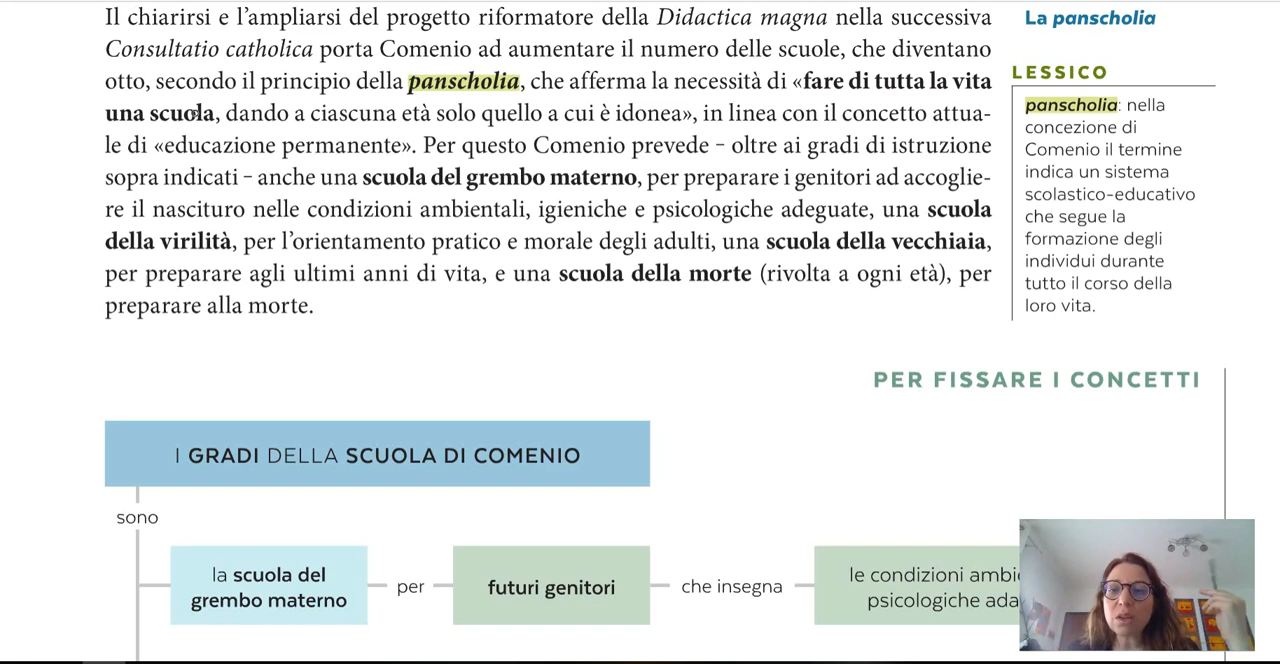 Il chiarirsi e l’ampliarsi del progetto riformatore della Didactica magna nella successiva
Consultatio catholica porta Comenio ad aumentare il numero delle scuole, che diventano
otto, secondo il principio della panscholia, che afferma la necessità di «fare di tutta la vita
una scuola, dando a ciascuna età solo quello a cui è idonea», in linea con il concetto attua-
le di «educazione permanente». Per questo Comenio prevede – oltre ai gradi di istruzione
sopra indicati – anche una scuola del grembo materno, per preparare i genitori ad accoglie-
re il nascituro nelle condizioni ambientali, igieniche e psicologiche adeguate, una scuola
della virilità, per l’orientamento pratico e morale degli adulti, una scuola della vecchiaia,
per preparare agli ultimi anni di vita, e una scuola della morte (rivolta a ogni età), per
preparare alla morte.
La panscholia
LESSICO
panscholia: nella
concezione di
Comenio il termine
indica un sistema
scolastico-educativo
che segue la
formazione degli
individui durante
tutto il corso della
loro vita.
PER FISSARE I CONCETTI
I GRADI DELLA SCUOLA DI COMENIO
sono
la scuola del
grembo materno
per
futuri genitori
che insegna
le condizioni ambi
psicologiche ada